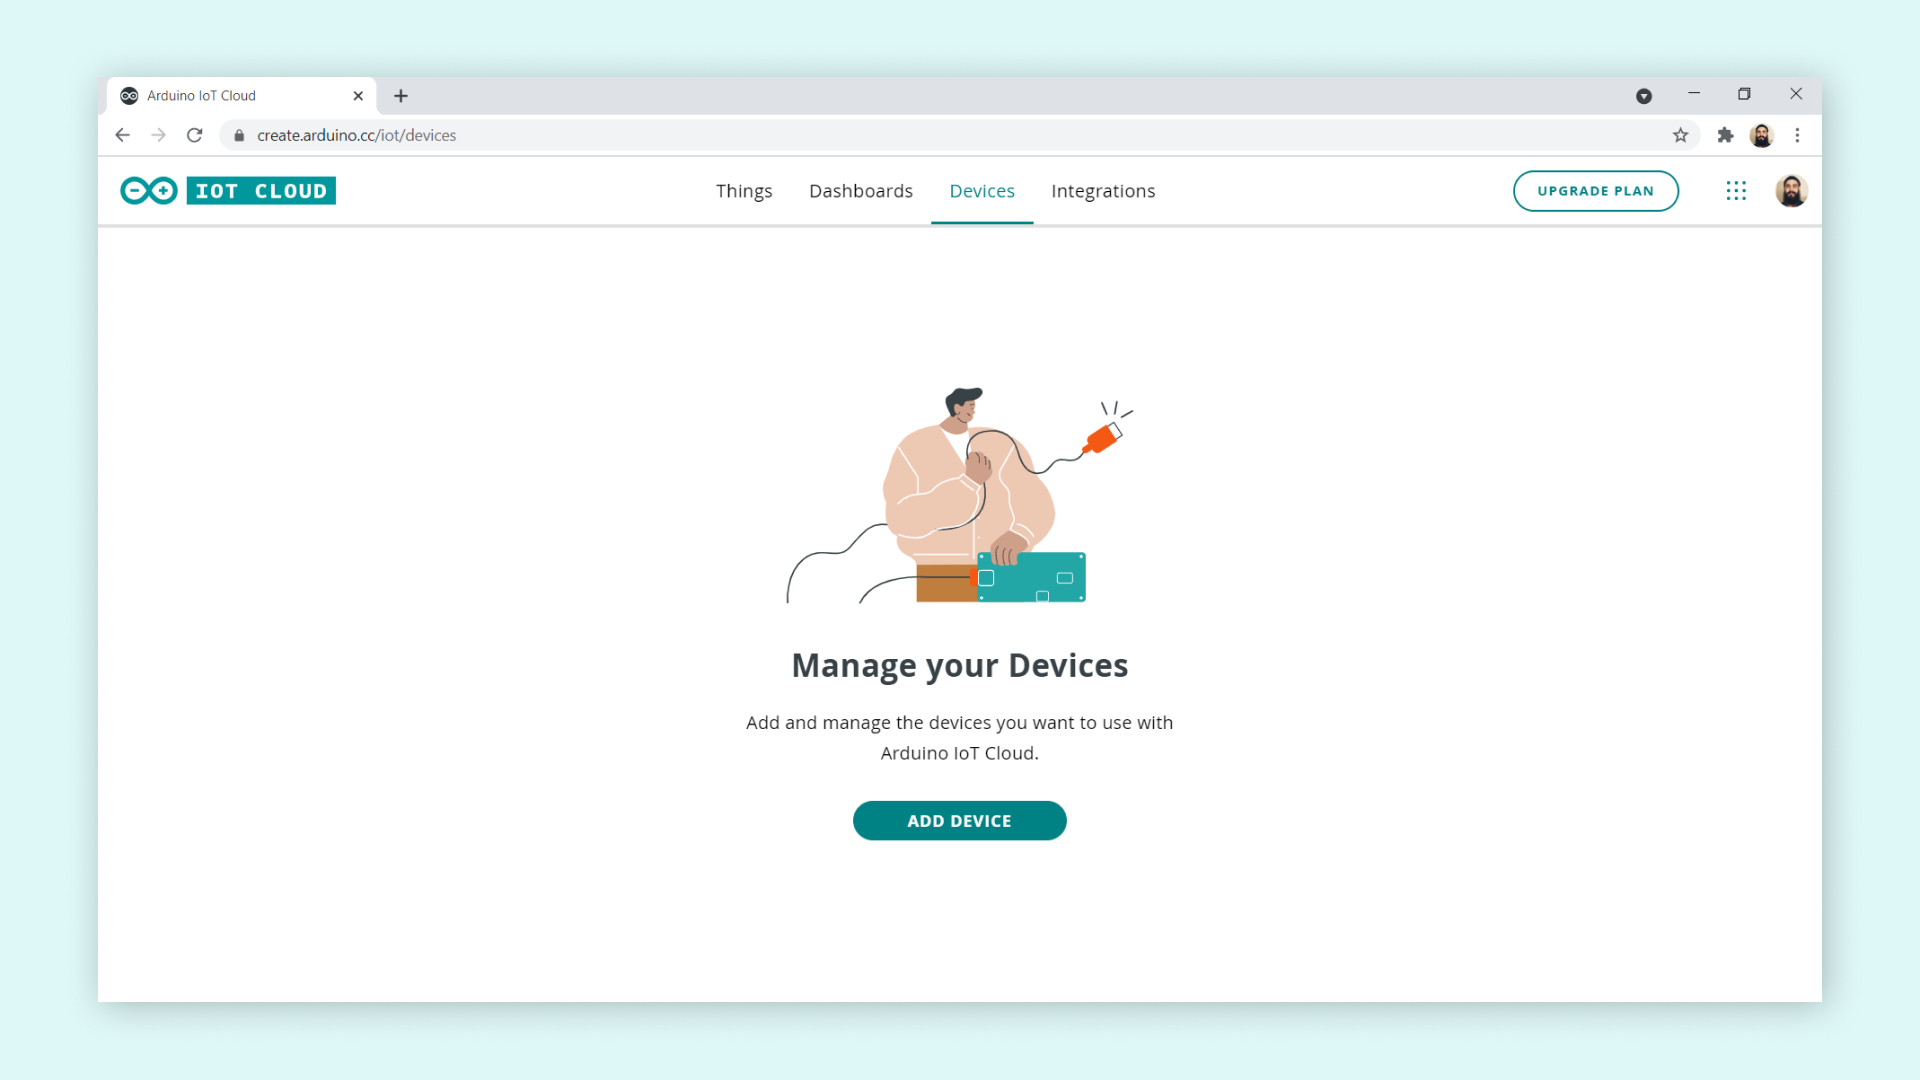 Arduino IoT Cloud
create.arduino.cc/iot/devices
IOT CLOUD
Things
Dashboards
Devices
Integrations
UPGRADE PLAN
Manage your Devices
Add and manage the devices you want to use with
Arduino IoT Cloud.
ADD DEVICE